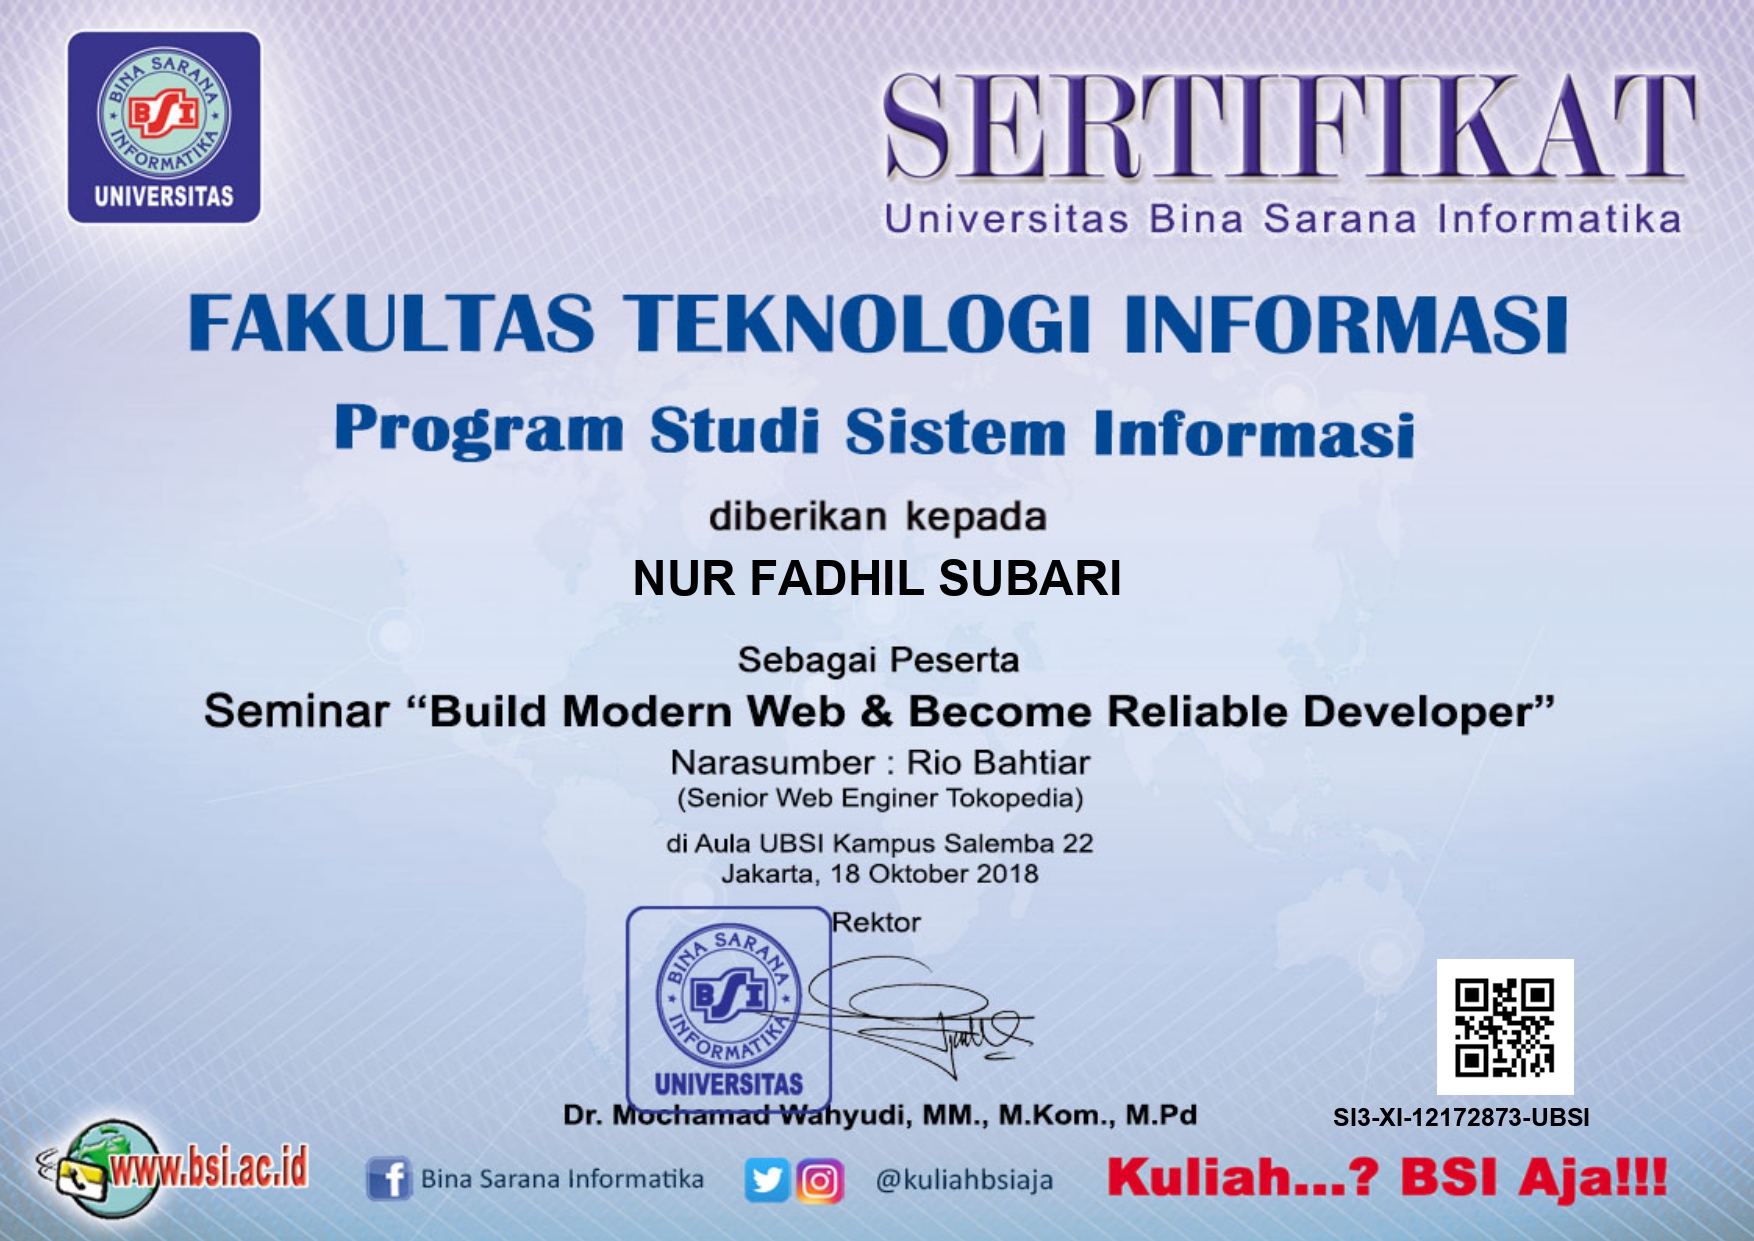 BINA SARANA
BSI
INFORMATIKA
UNIVERSITAS
SERTIFIKAT
Universitas Bina Sarana Informatika
FAKULTAS TEKNOLOGI INFORMASI
Program Studi Sistem Informasi
diberikan kepada
NUR FADHIL SUBARI
Sebagai Peserta
Seminar “Build Modern Web & Become Reliable Developer”
Narasumber : Rio Bahtiar
(Senior Web Enginer Tokopedia)
di Aula UBSI Kampus Salemba 22
Jakarta, 18 Oktober 2018
Rektor
BINA SARANA
BSI
INFORMATIKA
UNIVERSITAS
Dr. Mochamad Wahyudi, MM., M.Kom., M.Pd
SI3-XI-12172873-UBSI
www.bsi.ac.id
Bina Sarana Informatika
@kuliahbsiaja
Kuliah...? BSI Aja!!!